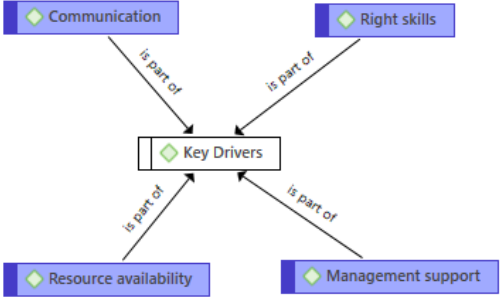 Communication
Right skills
is part of
is part of
Key Drivers
is part of
is part of
Resource availability
Management support